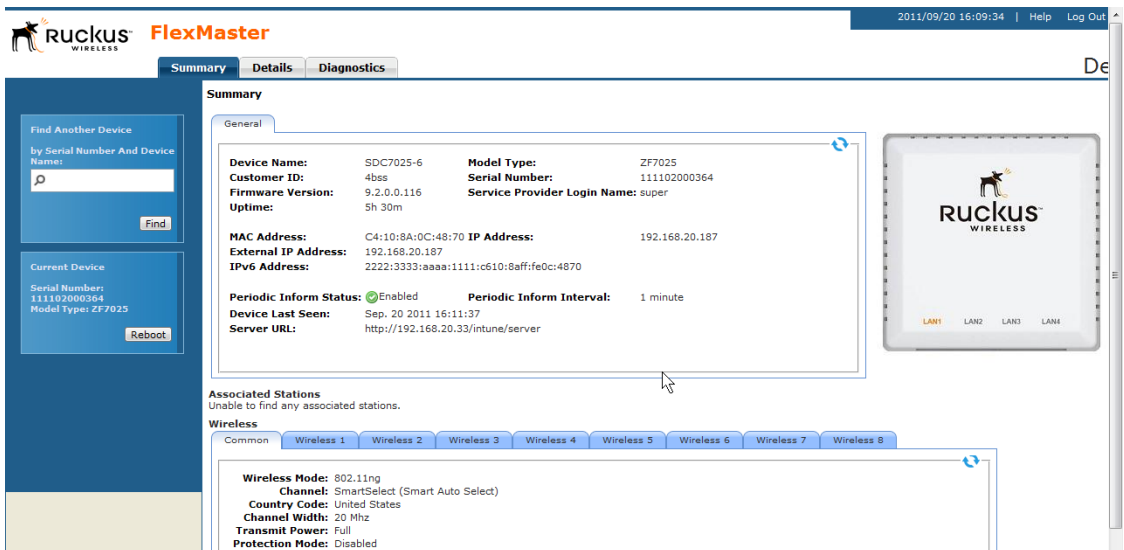 2011/09/20 16:09:34 | Help Log Out
RUCKUS WIRELESS FlexMaster
Summary Details Diagnostics
De
Summary
Find Another Device
by Serial Number And Device
Name:
Find
Current Device
Serial Number:
111102000364
Model Type: ZF7025
Reboot
General
Device Name: SDC7025-6 Model Type: ZF7025
Customer ID: 4bss Serial Number: 111102000364
Firmware Version: 9.2.0.0.116 Service Provider Login Name: super
Uptime: 5h 30m
MAC Address: C4:10:8A:0C:48:70 IP Address: 192.168.20.187
External IP Address: 192.168.20.187
IPv6 Address: 2222:3333:aaaa:1111:c610:8aff:fe0c:4870
Periodic Inform Status: Enabled Periodic Inform Interval: 1 minute
Device Last Seen: Sep. 20 2011 16:11:37
Server URL: http://192.168.20.33/intune/server
RUCKUS
WIRELESS
LAN1 LAN2 LAN3 LAN4
Associated Stations
Unable to find any associated stations.
Wireless
Common Wireless 1 Wireless 2 Wireless 3 Wireless 4 Wireless 5 Wireless 6 Wireless 7 Wireless 8
Wireless Mode: 802.11ng
Channel: SmartSelect (Smart Auto Select)
Country Code: United States
Channel Width: 20 Mhz
Transmit Power: Full
Protection Mode: Disabled